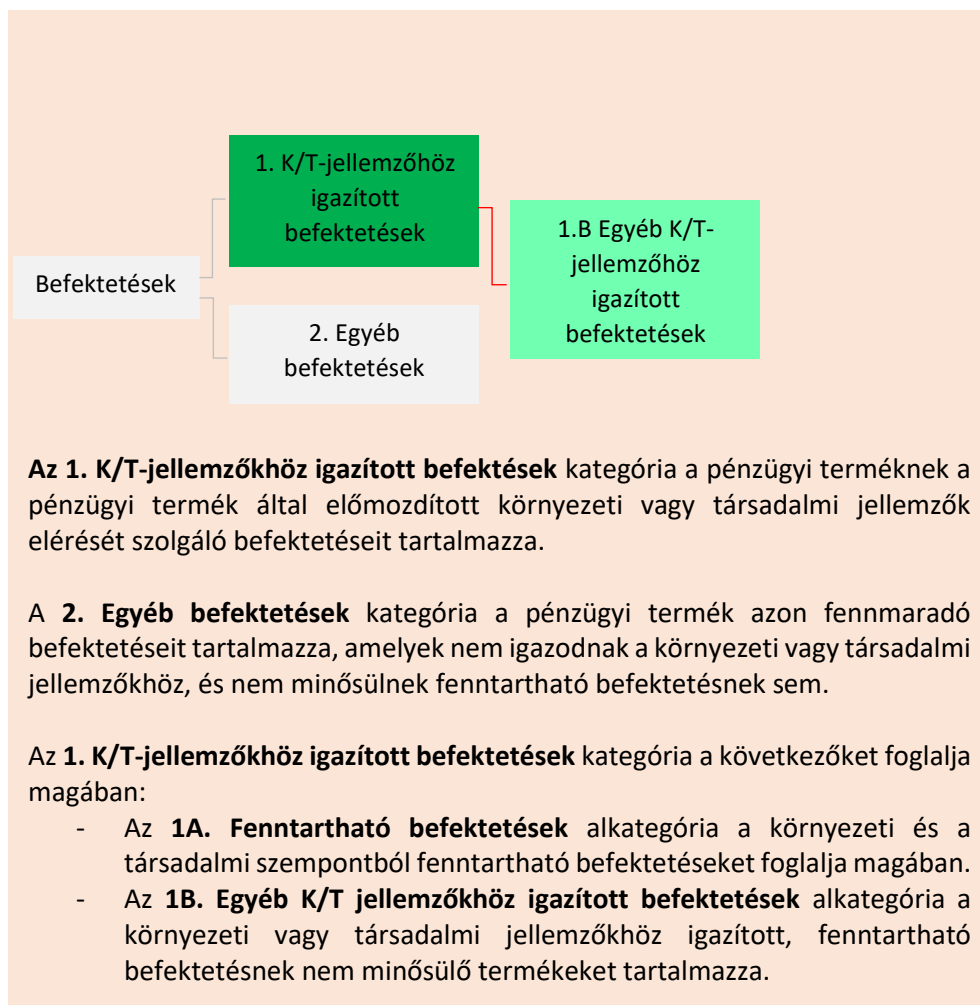 1. K/T-jellemzőhöz
igazított
befektetések
1.B Egyéb K/T-
jellemzőhöz
igazított
befektetések
Befektetések
2. Egyéb
befektetések
Az 1. K/T-jellemzőkhöz igazított befektések kategória a pénzügyi terméknek a
pénzügyi termék által előmozdított környezeti vagy társadalmi jellemzők
elérését szolgáló befektetéseit tartalmazza.
A 2. Egyéb befektetések kategória a pénzügyi termék azon fennmaradó
befektetéseit tartalmazza, amelyek nem igazodnak a környezeti vagy társadalmi
jellemzőkhöz, és nem minősülnek fenntartható befektetésnek sem.
Az 1. K/T-jellemzőkhöz igazított befektetések kategória a következőket foglalja
magában:
- Az 1A. Fenntartható befektetések alkategória a környezeti és a
társadalmi szempontból fenntartható befektetéseket foglalja magában.
- Az 1B. Egyéb K/T jellemzőkhöz igazított befektetések alkategória a
környezeti vagy társadalmi jellemzőkhöz igazított, fenntartható
befektetésnek nem minősülő termékeket tartalmazza.